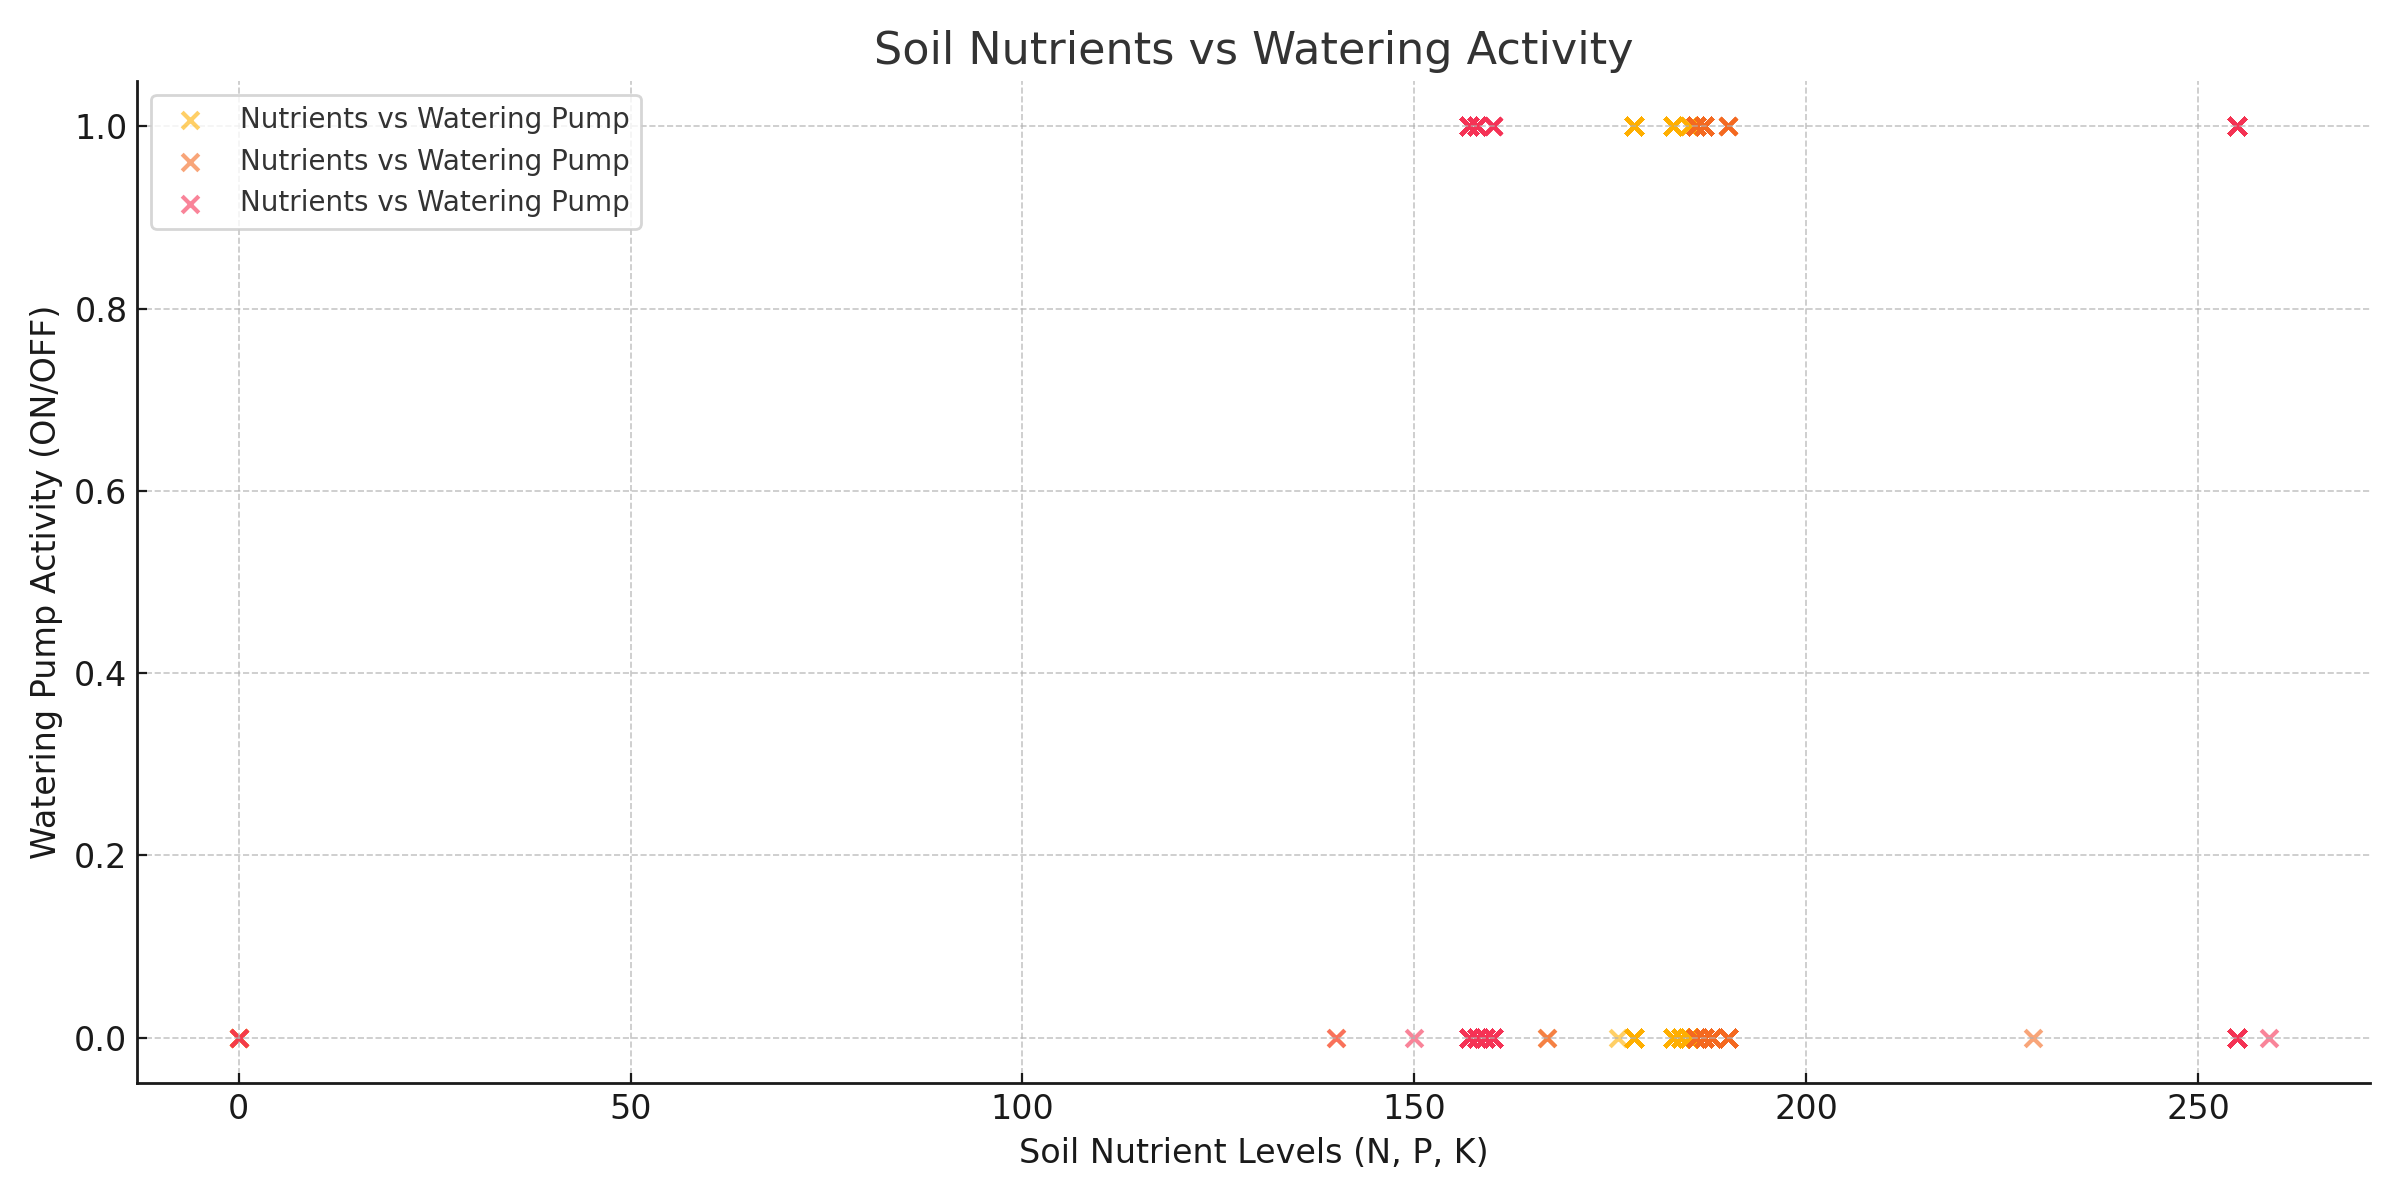 Soil Nutrients vs Watering Activity
Nutrients vs Watering Pump
Nutrients vs Watering Pump
Nutrients vs Watering Pump
Watering Pump Activity (ON/OFF)
1.0
0.8
0.6
0.4
0.2
0.0
0 50 100 150 200 250
Soil Nutrient Levels (N, P, K)